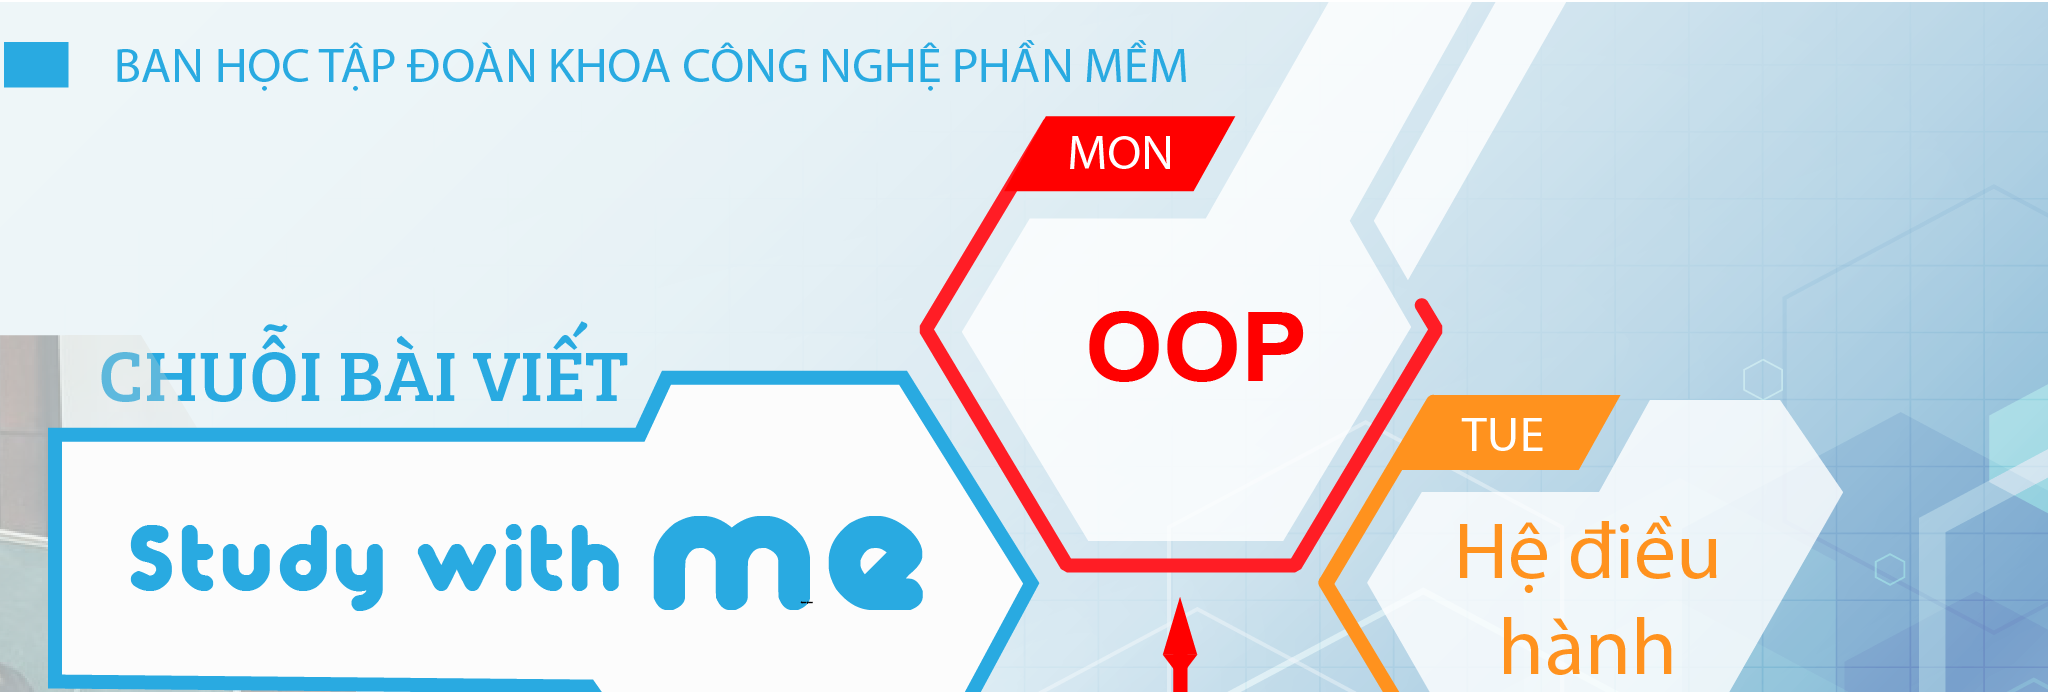 BAN HỌC TẬP ĐOÀN KHOA CÔNG NGHỆ PHẦN MỀM
MON
OOP
CHUỖI BÀI VIẾT
Study with me
TUE
Hệ điều
hành